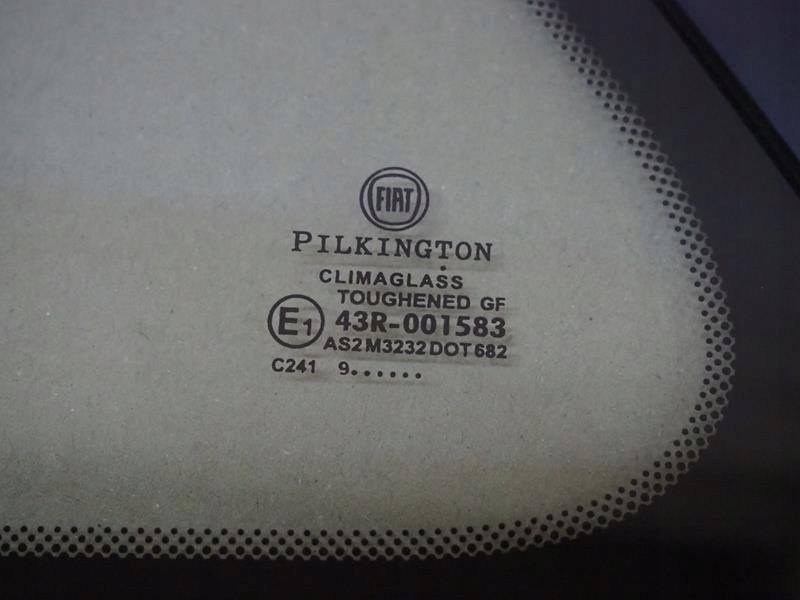 FIAT
PILKINGTON
CLIMAGLASS
TOUGHENED GF
E1 43R-001583
AS2 M3232 DOT 682
C241 9......